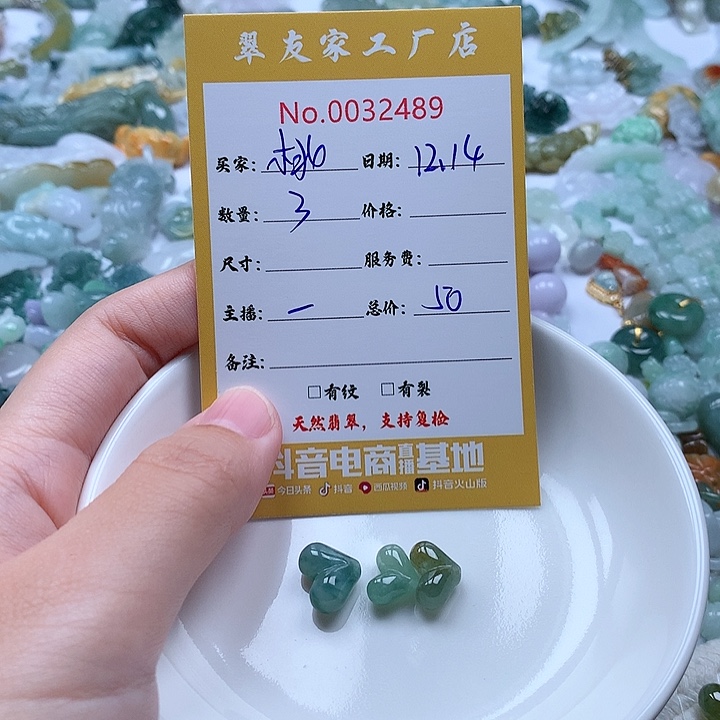 翠友家工厂店
No.0032489
买家: 日期: 12.14
数量: 3 价格:
尺寸: 服务费:
主播: 一 总价: 50
备注:
□有纹 □有裂
天然翡翠，支持复检
抖音电商直播基地
今日头条 抖音 西瓜视频 抖音火山版